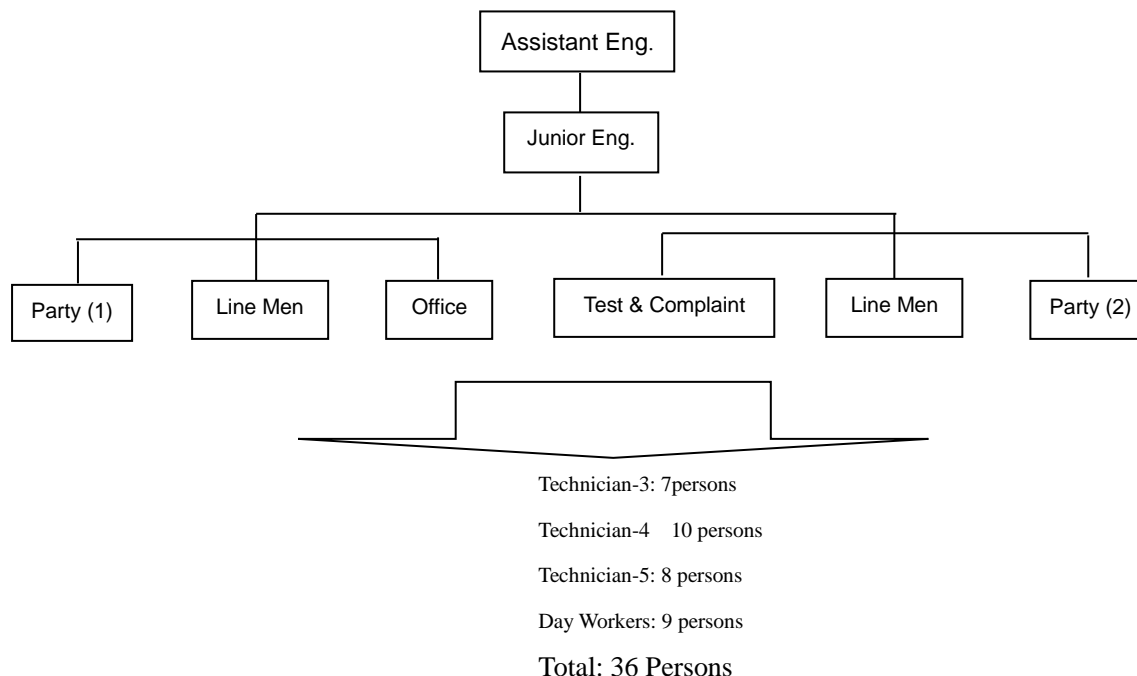 Assistant Eng.
Junior Eng.
Party (1)
Line Men
Office
Test & Complaint
Line Men
Party (2)
Technician-3: 7persons
Technician-4 10 persons
Technician-5: 8 persons
Day Workers: 9 persons
Total: 36 Persons